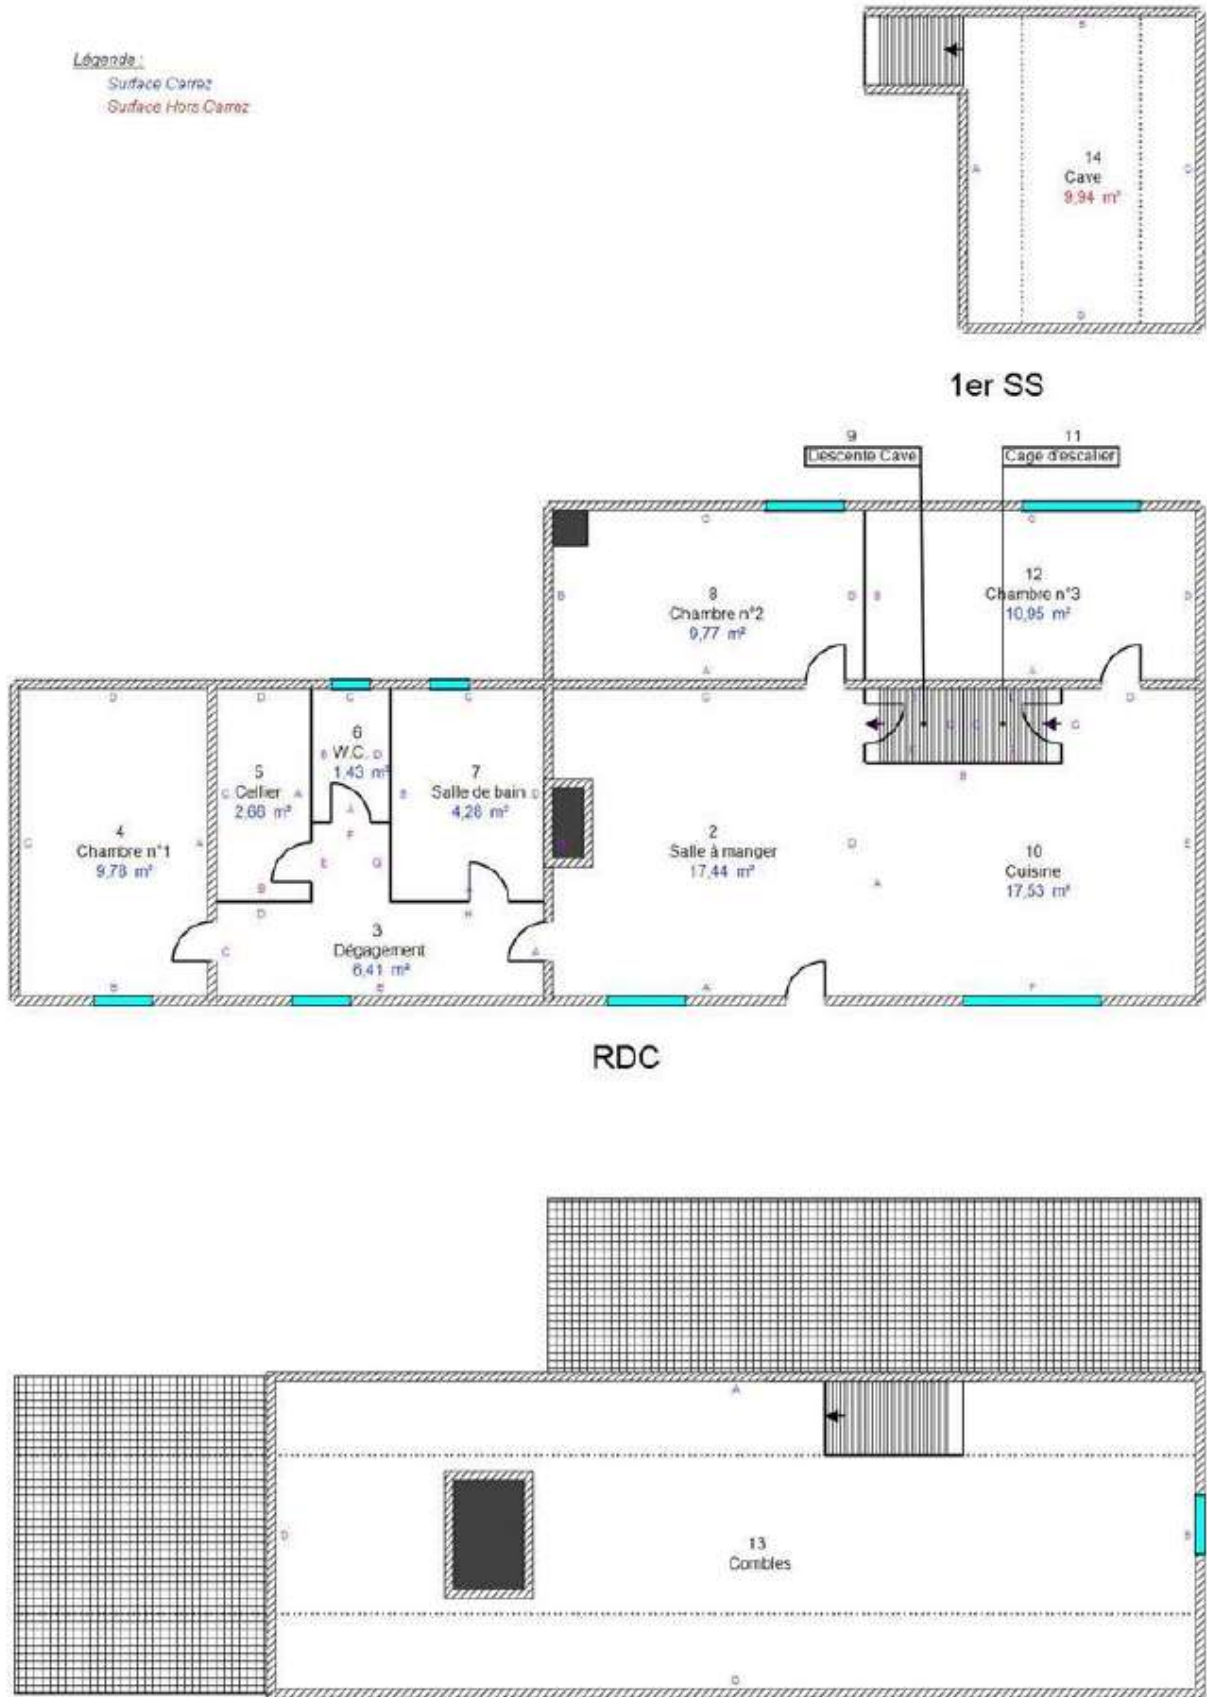 Légende :
Surface Carrez
Surface Hors Carrez
B
14
Cave
9,94 m²
A
C
D
1er SS
9
Descente Cave
11
Cage d'escalier
C
C
8
Chambre n°2
9,77 m²
B
D
B
12
Chambre n°3
10,95 m²
D
A
A
D
D
C
C
C
D
6
W.C.
1,43 m²
B
D
A
5
Cellier
2,66 m²
C
A
B
7
Salle de bain
4,26 m²
B
D
A
4
Chambre n°1
9,78 m²
C
A
B
F
E
G
D
H
3
Dégagement
6,41 m²
C
A
B
2
Salle à manger
17,44 m²
D
A
B
G
A
10
Cuisine
17,53 m²
E
F
RDC
A
D
13
Combles
B
C